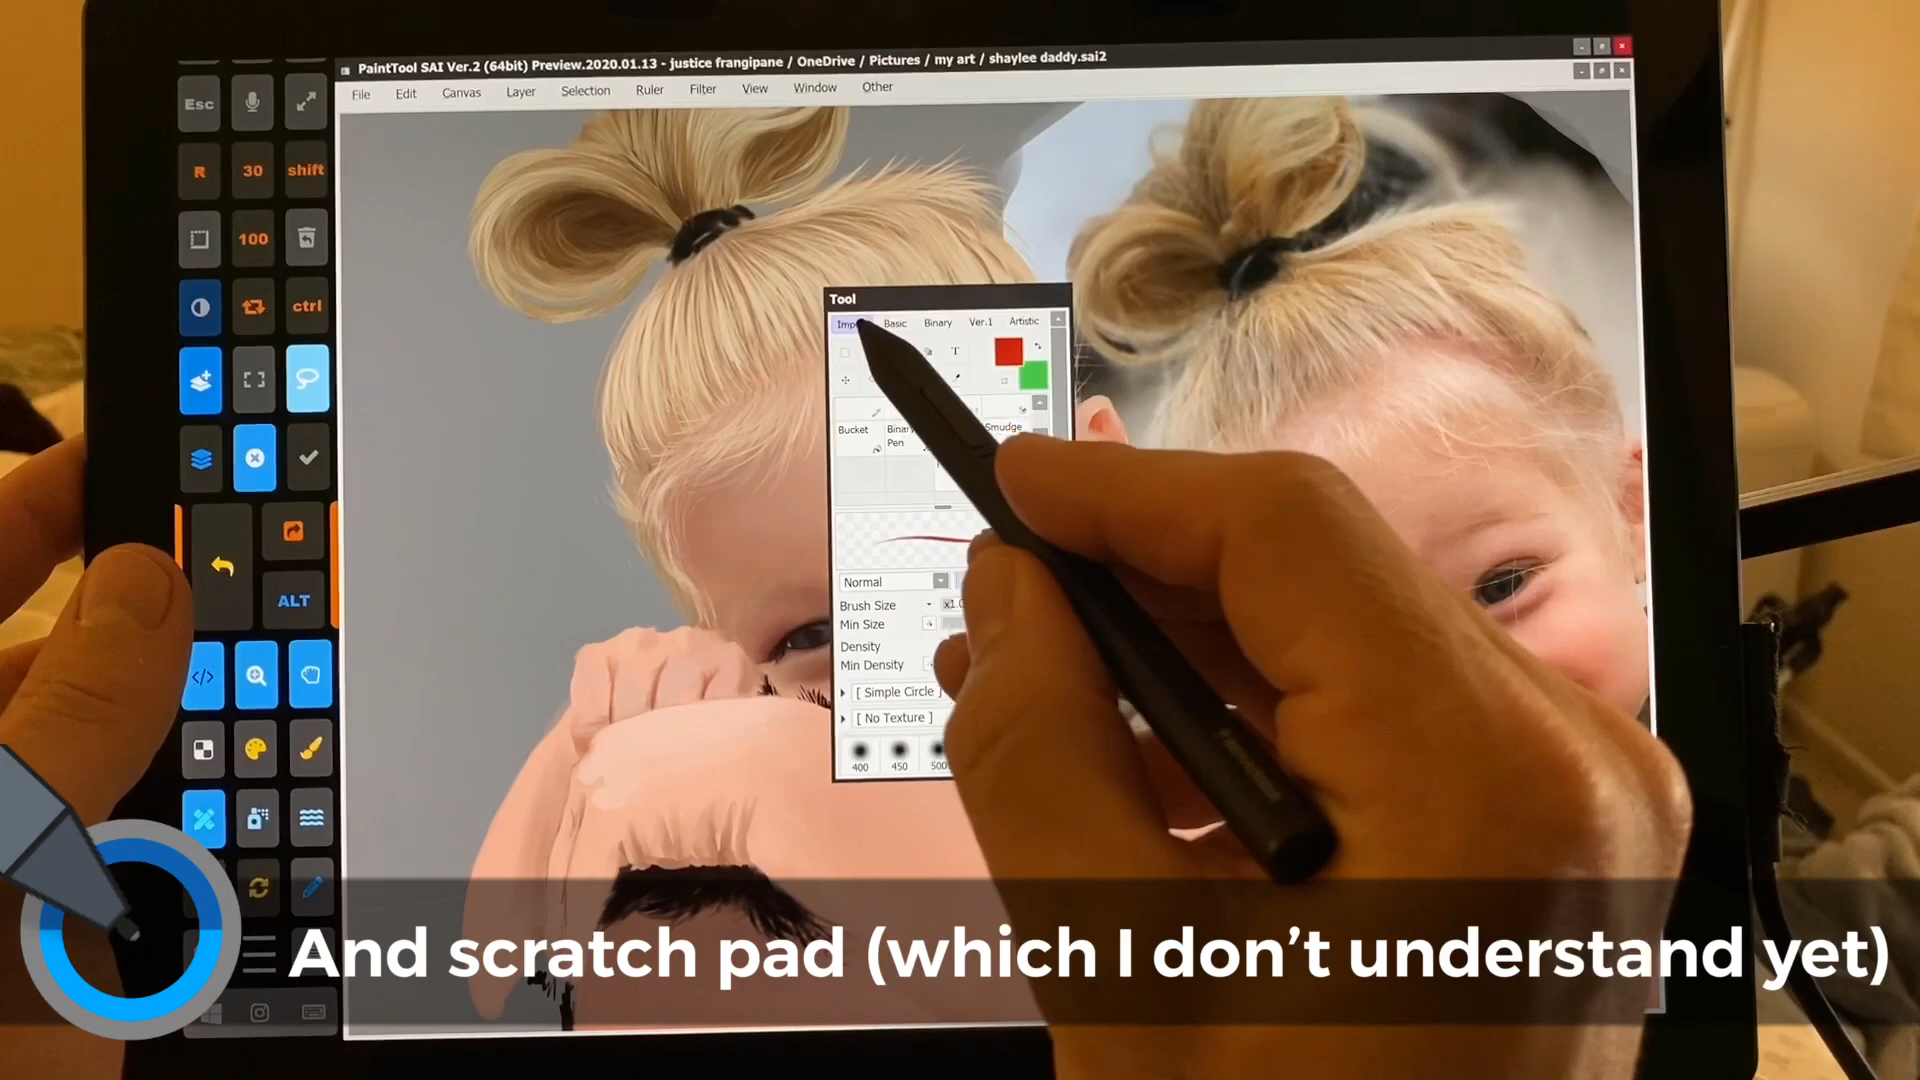 PaintTool SAI Ver.2 (64bit) Preview.2020.01.13 - justice frangipane / OneDrive / Pictures / my art / shaylee daddy.sai2
File Edit Canvas Layer Selection Ruler Filter View Window Other
Esc
R 30 shift
100
ctrl
ALT
Tool
Basic Binary Ver.1 Artistic
T
Bucket
Smudge
Pen
Normal
Brush Size x1.0
Min Size
Density
Min Density
[ Simple Circle ]
[ No Texture ]
400 450 500
And scratch pad (which I don't understand yet)